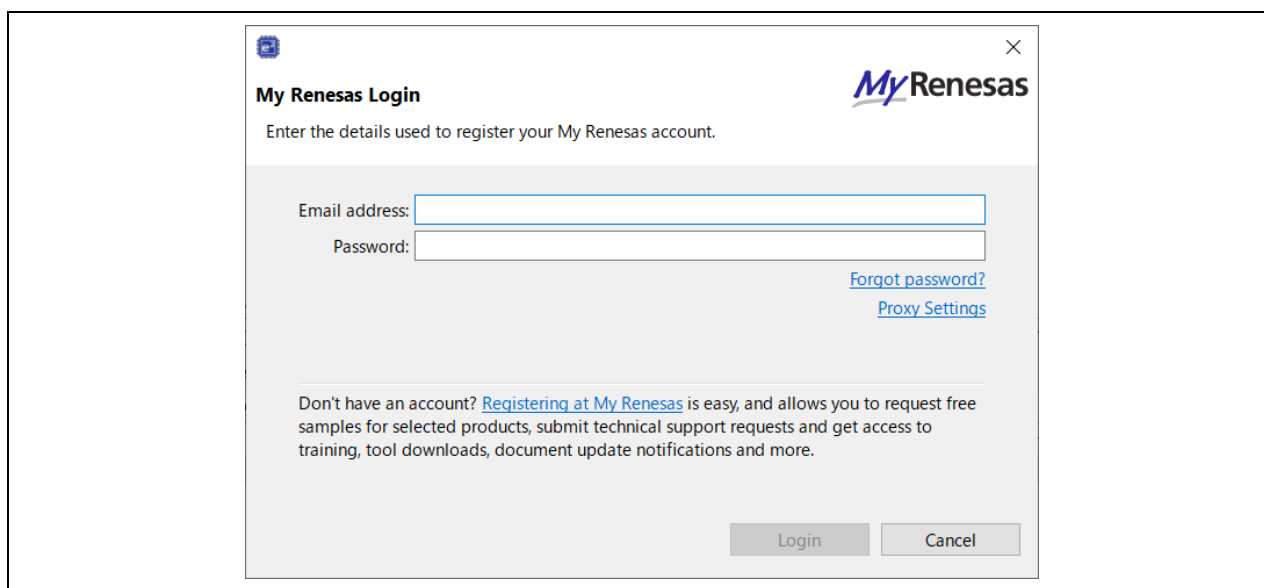 MyRenesas
My Renesas Login
Enter the details used to register your My Renesas account.
Email address:
Password:
Forgot password?
Proxy Settings
Don't have an account? Registering at My Renesas is easy, and allows you to request free
samples for selected products, submit technical support requests and get access to
training, tool downloads, document update notifications and more.
Login
Cancel